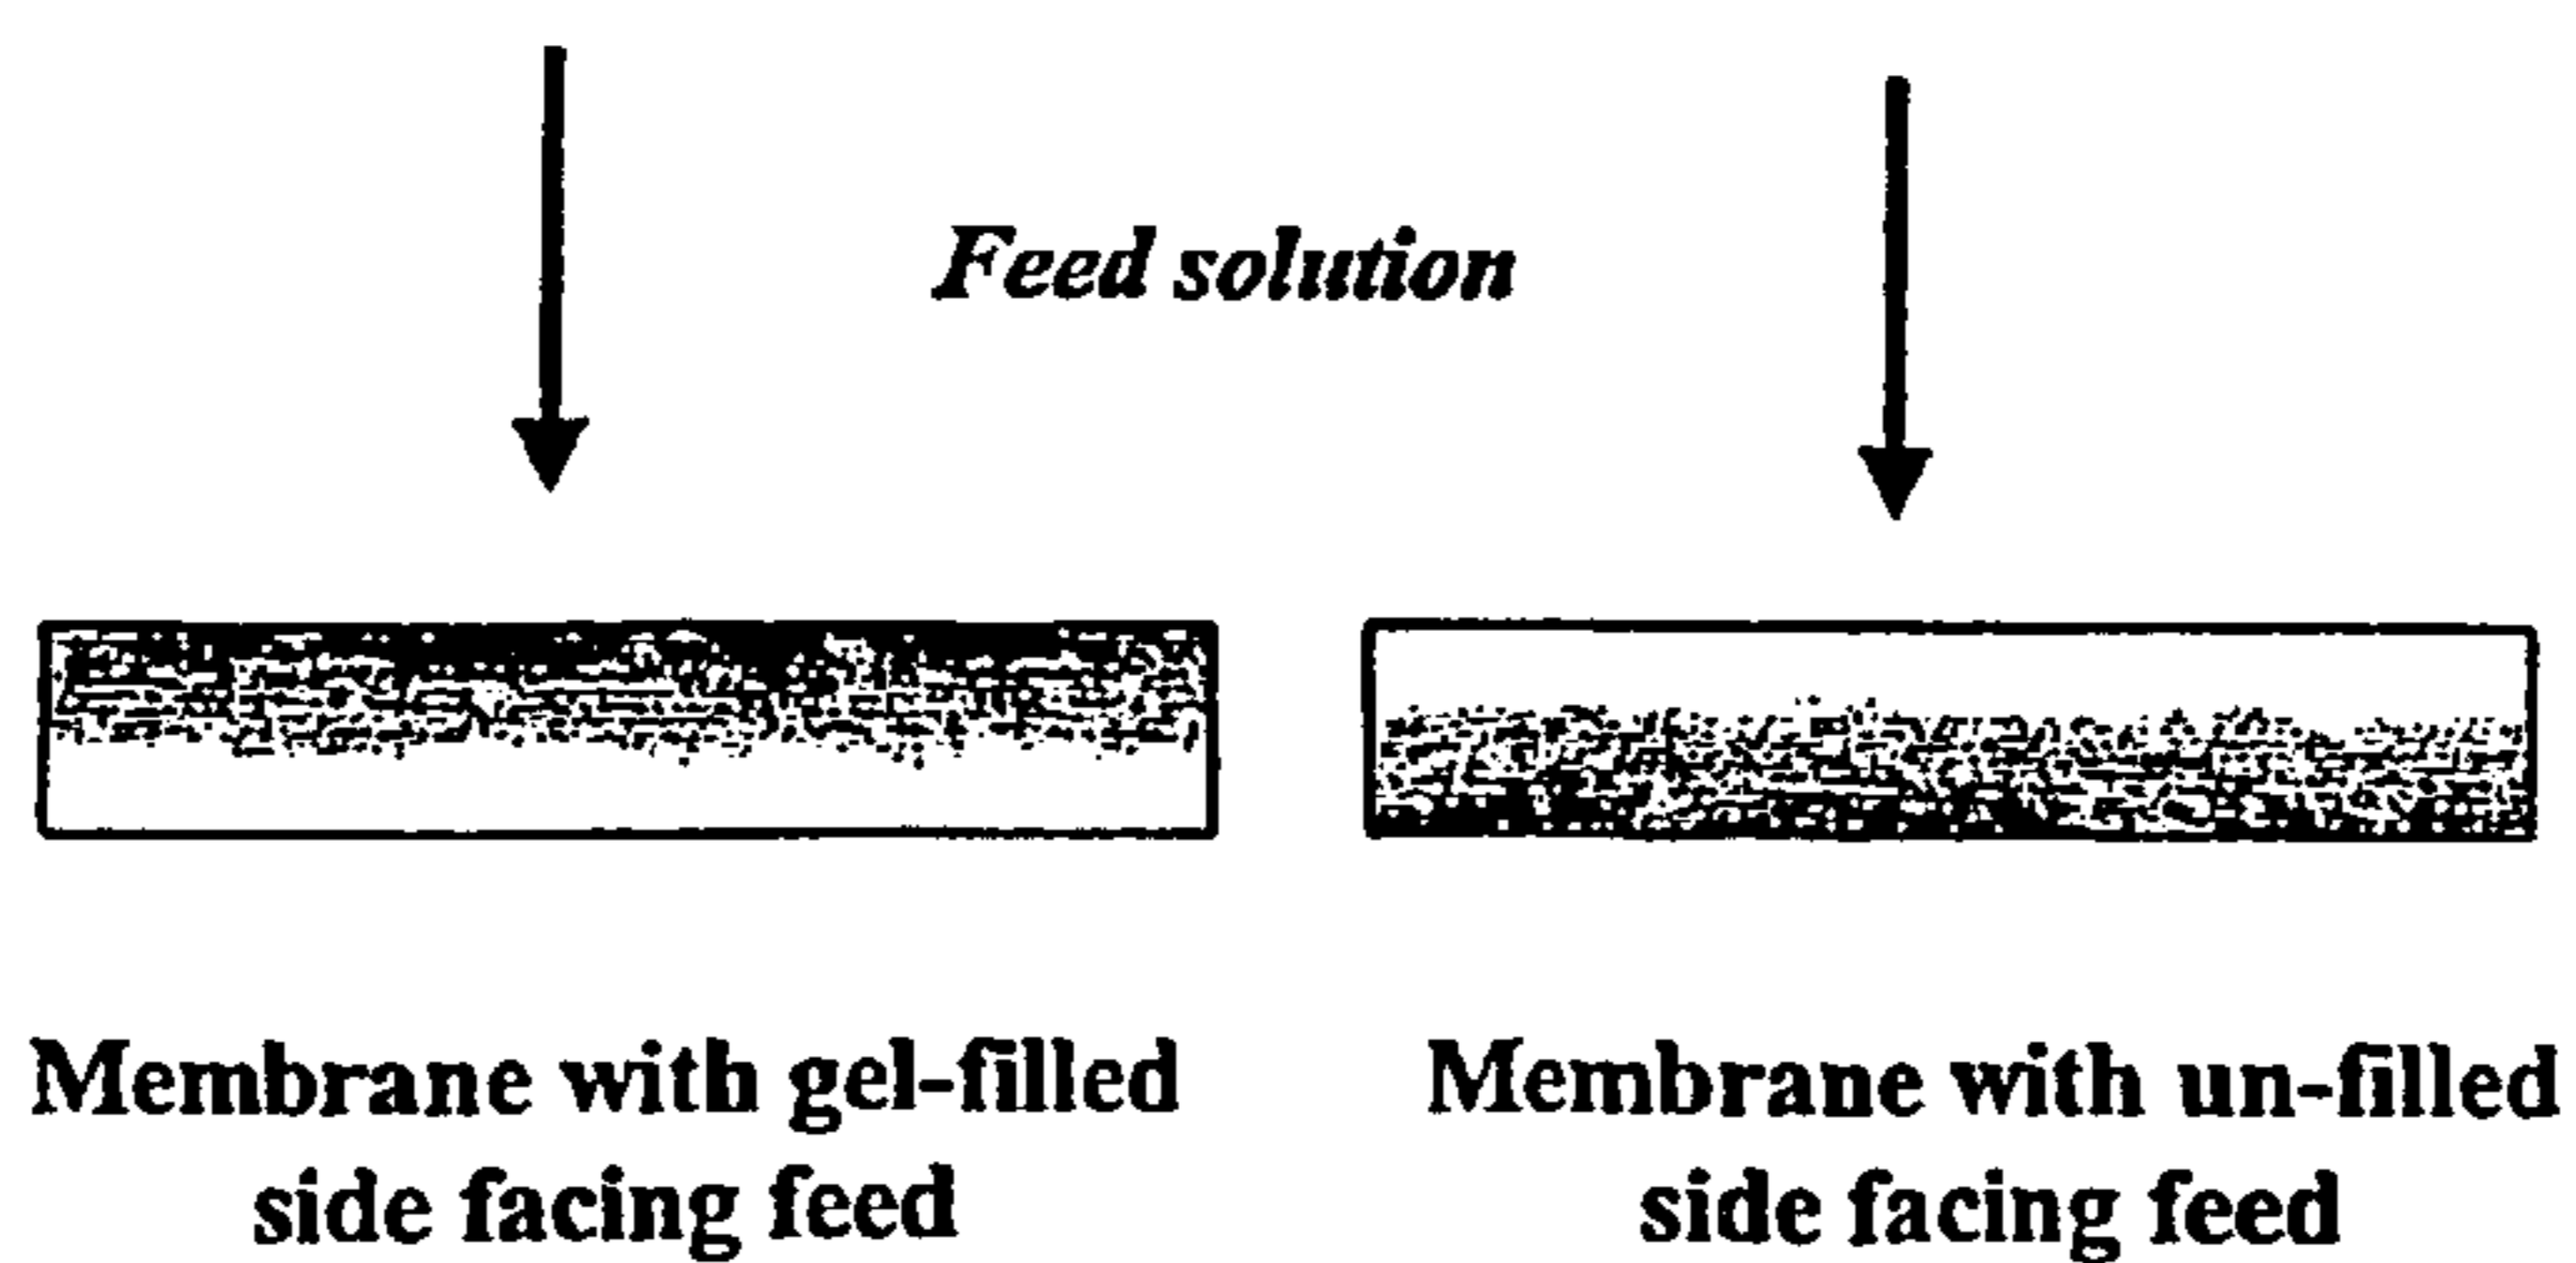 Feed solution
Membrane with gel-filled
side facing feed
Membrane with un-filled
side facing feed